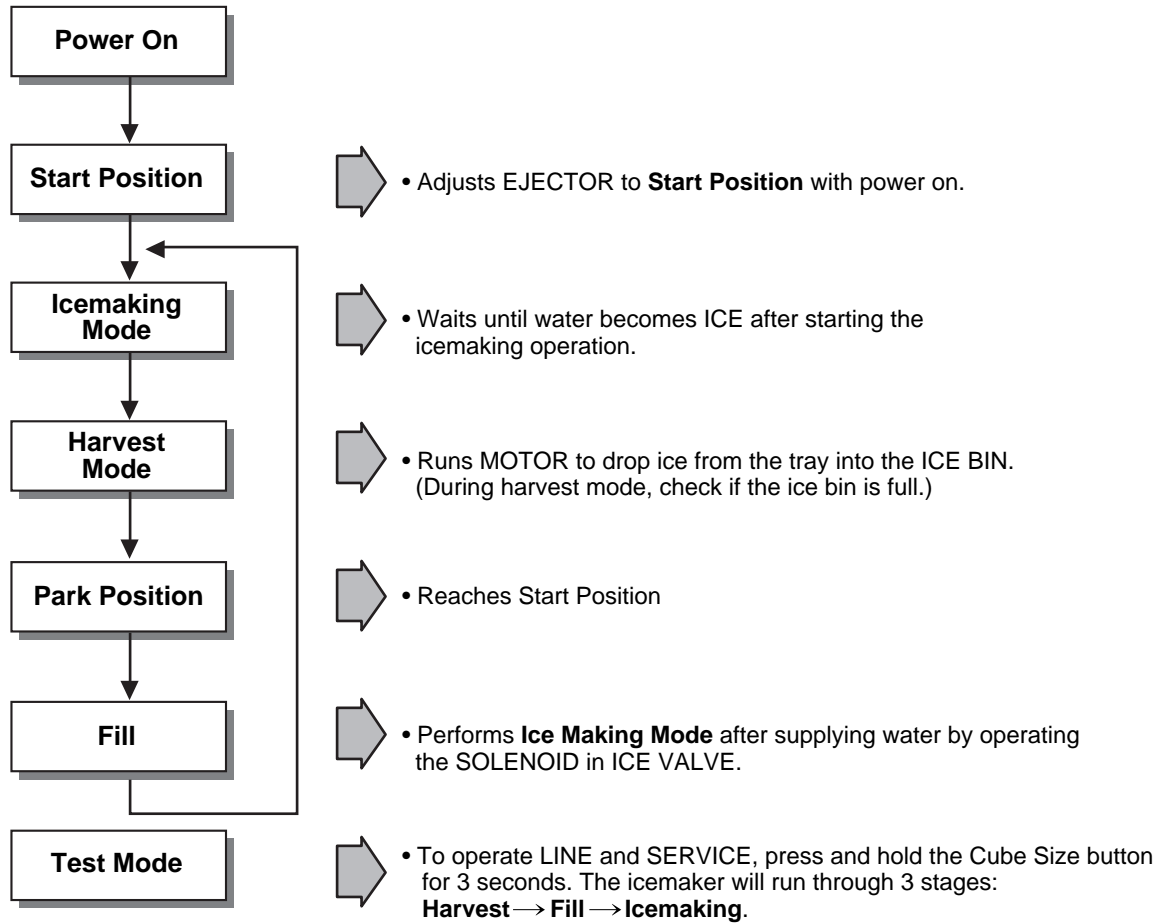 Power On
Start Position
• Adjusts EJECTOR to Start Position with power on.
Icemaking
Mode
• Waits until water becomes ICE after starting the
icemaking operation.
Harvest
Mode
• Runs MOTOR to drop ice from the tray into the ICE BIN.
(During harvest mode, check if the ice bin is full.)
Park Position
• Reaches Start Position
Fill
• Performs Ice Making Mode after supplying water by operating
the SOLENOID in ICE VALVE.
Test Mode
• To operate LINE and SERVICE, press and hold the Cube Size button
for 3 seconds. The icemaker will run through 3 stages:
Harvest → Fill → Icemaking.